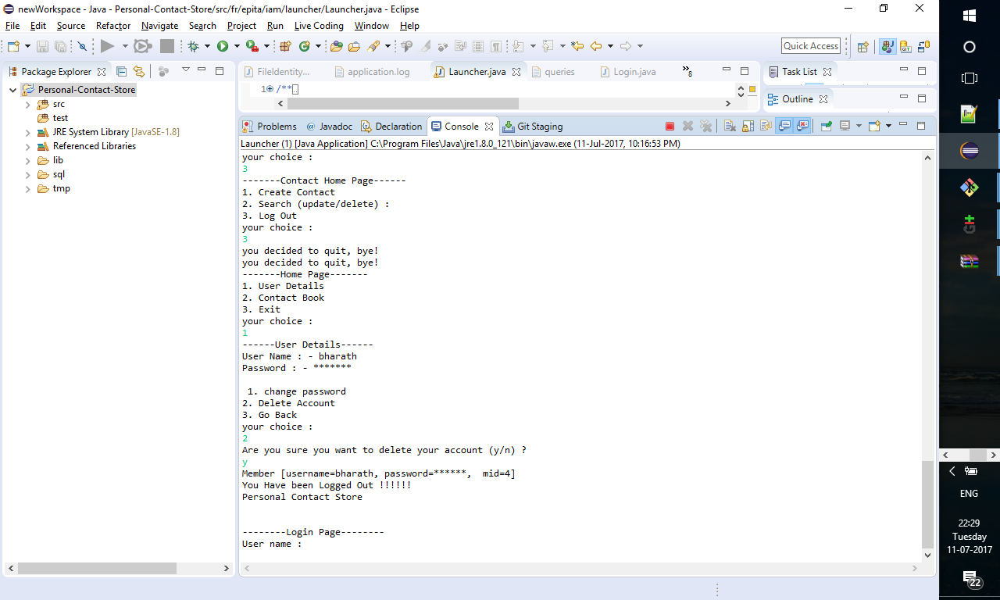 newWorkspace - Java - Personal-Contact-Store/src/fr/epita/iam/launcher/Launcher.java - Eclipse
File Edit Source Refactor Navigate Search Project Run Live Coding Window Help
Quick Access
GIT
Package Explorer
FileIdentity... application.log Launcher.java queries Login.java »8
Task List
Personal-Contact-Store
src
test
JRE System Library [JavaSE-1.8]
Referenced Libraries
lib
sql
tmp
1 /**
Outline
Problems @ Javadoc Declaration Console Git Staging
Launcher (1) [Java Application] C:\Program Files\Java\jre1.8.0_121\bin\javaw.exe (11-Jul-2017, 10:16:53 PM)
your choice :
3
-------Contact Home Page------
1. Create Contact
2. Search (update/delete) :
3. Log Out
your choice :
3
you decided to quit, bye!
you decided to quit, bye!
-------Home Page-------
1. User Details
2. Contact Book
3. Exit
your choice :
1
------User Details------
User Name : - bharath
Password : - *******
1. change password
2. Delete Account
3. Go Back
your choice :
2
Are you sure you want to delete your account (y/n) ?
y
Member [username=bharath, password=******,  mid=4]
You Have been Logged Out !!!!!!
Personal Contact Store
--------Login Page--------
User name :
ENG
22:29
Tuesday
11-07-2017
22